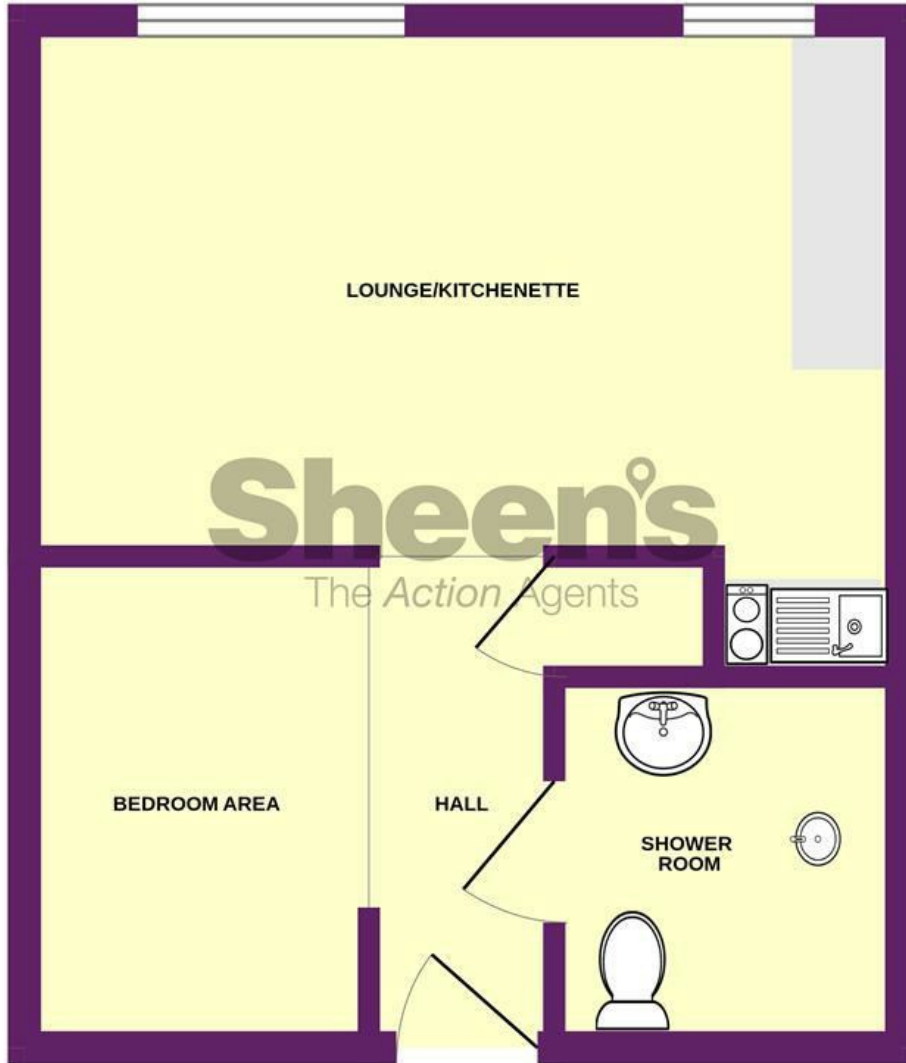 LOUNGE/KITCHENETTE
Sheen's
The Action Agents
BEDROOM AREA
HALL
SHOWER
ROOM